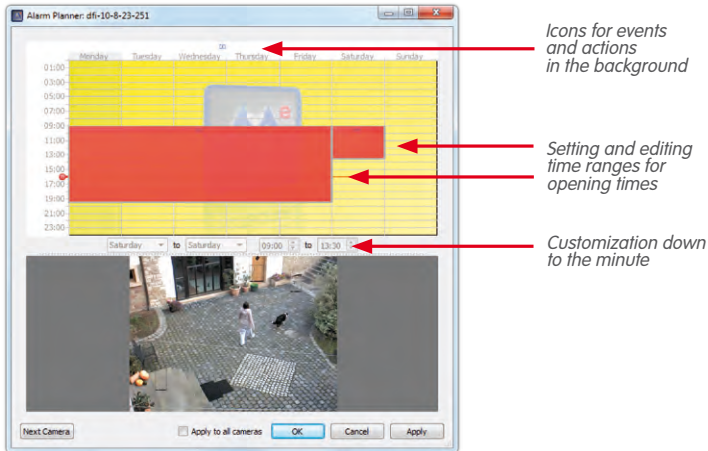 Alarm Planner: dfi-10-8-23-251
Icons for events
and actions
in the background
Monday Tuesday Wednesday Thursday Friday Saturday Sunday
01:00
03:00
05:00
07:00
09:00
11:00
13:00
15:00
17:00
19:00
21:00
23:00
Setting and editing
time ranges for
opening times
Saturday to Saturday 09:00 to 13:30
Customization down
to the minute
Next Camera Apply to all cameras OK Cancel Apply